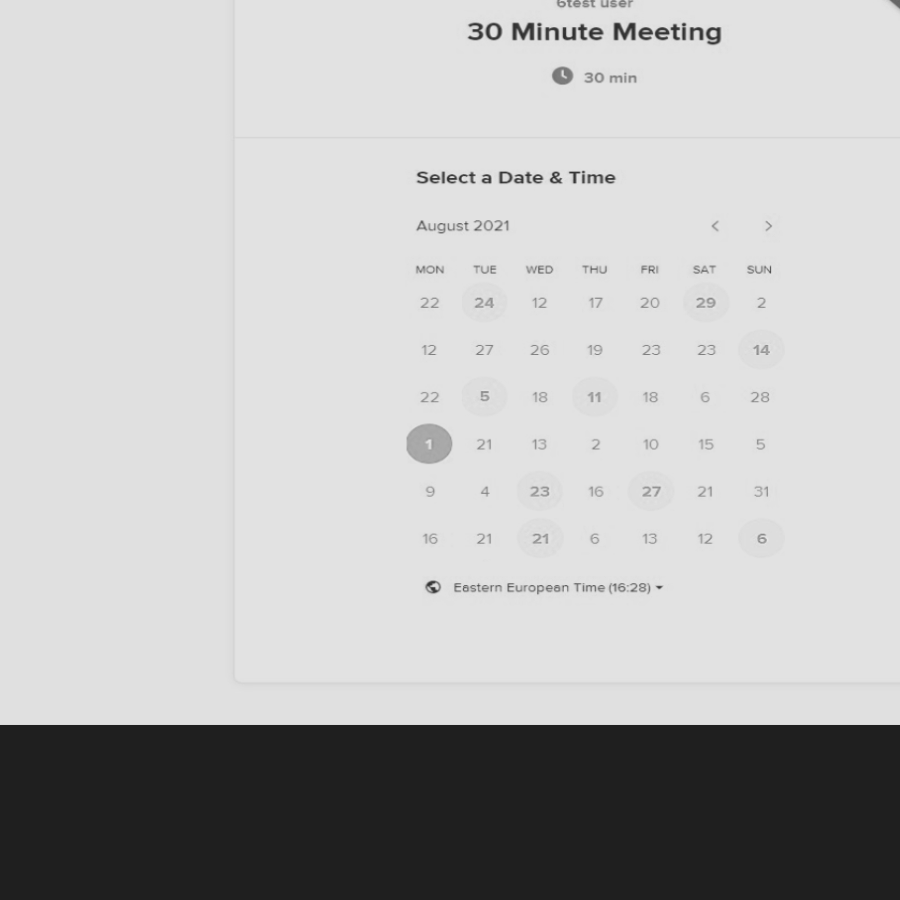 6test user
30 Minute Meeting
30 min
Select a Date & Time
August 2021
MON TUE WED THU FRI SAT SUN
22 24 12 17 20 29 2
12 27 26 19 23 23 14
22 5 18 11 18 6 28
1 21 13 2 10 15 5
9 4 23 16 27 21 31
16 21 21 6 13 12 6
Eastern European Time (16:28)